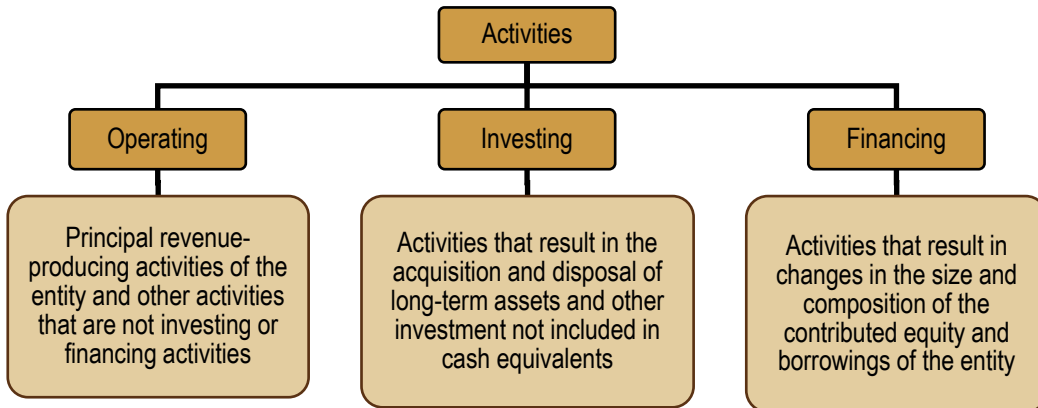 Activities
Operating
Investing
Financing
Principal revenue-
producing activities of the
entity and other activities
that are not investing or
financing activities
Activities that result in the
acquisition and disposal of
long-term assets and other
investment not included in
cash equivalents
Activities that result in
changes in the size and
composition of the
contributed equity and
borrowings of the entity